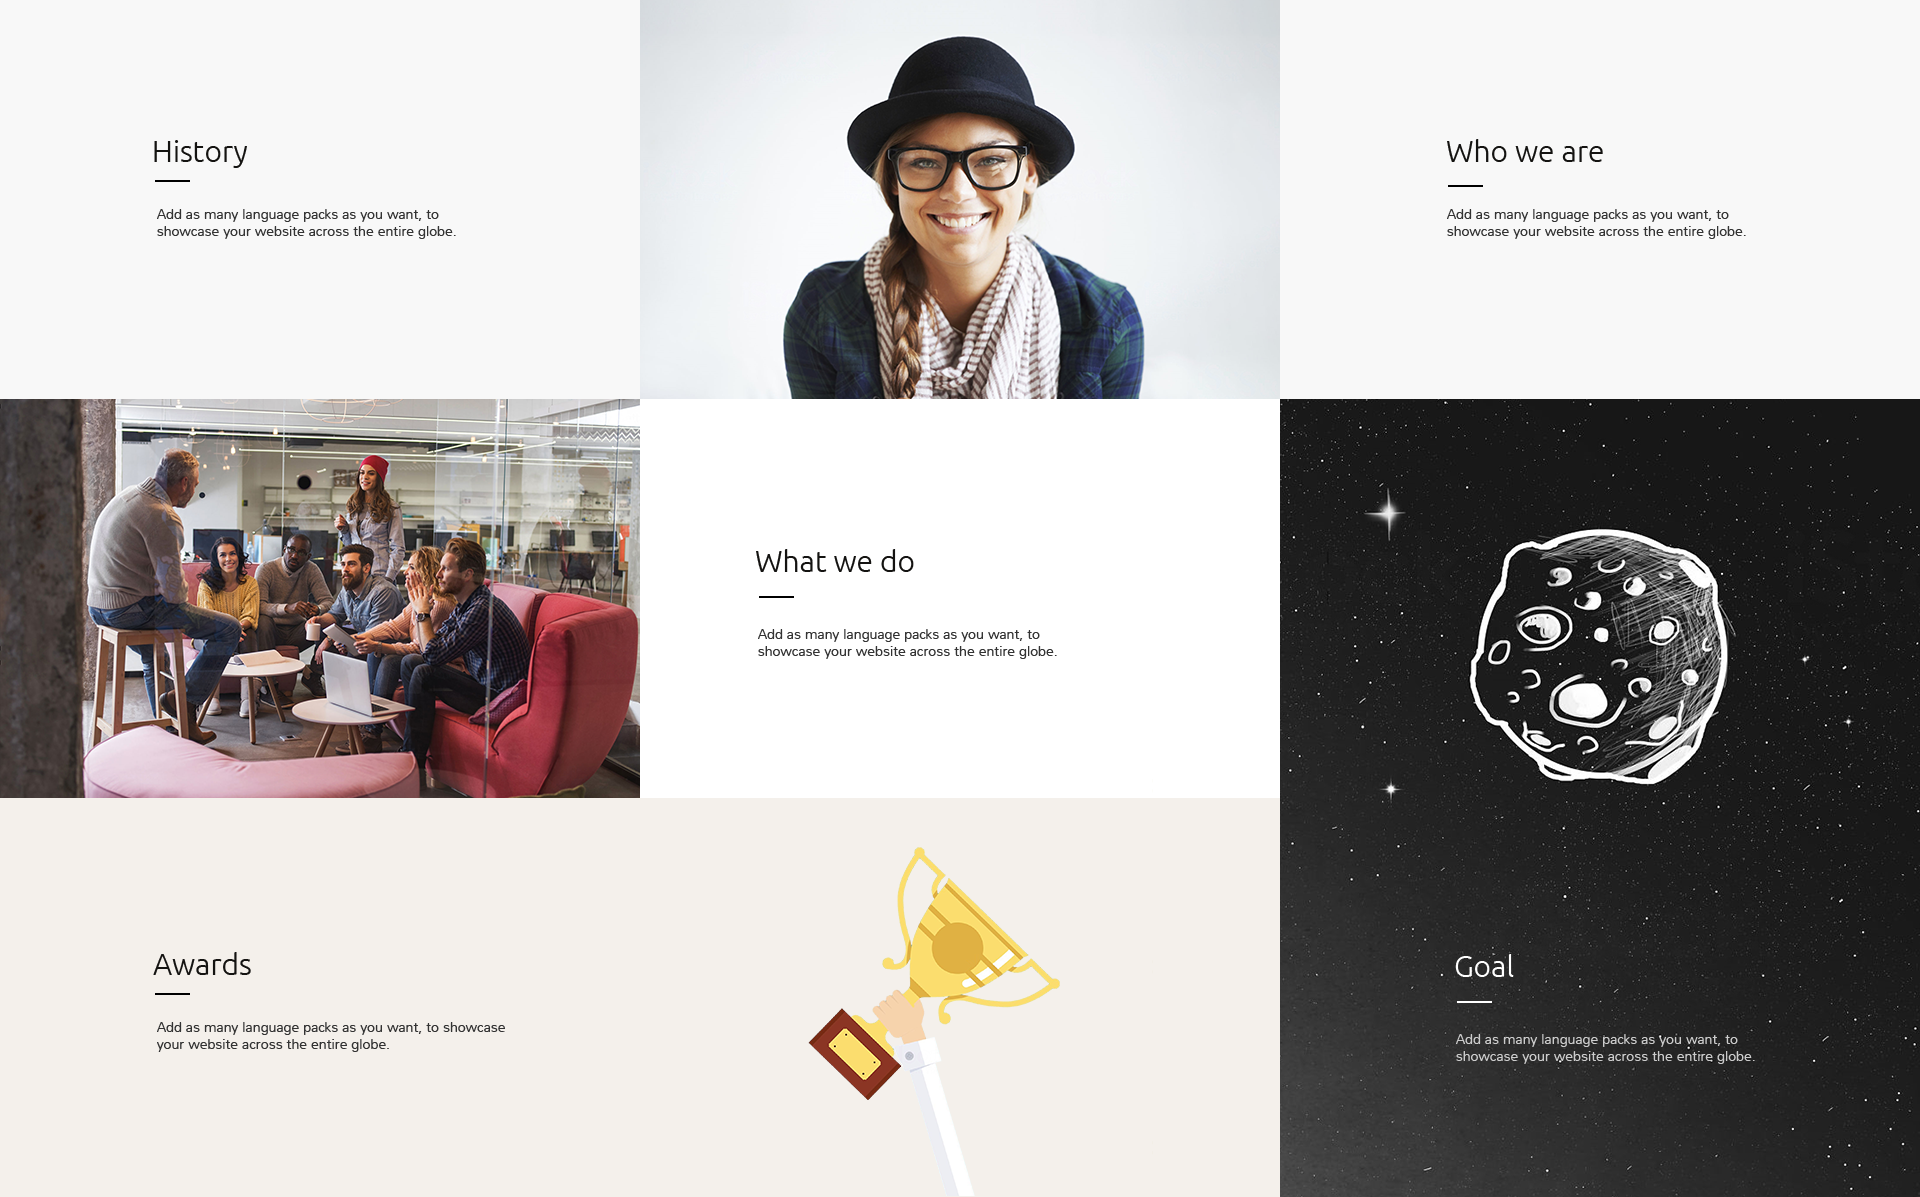 History
Add as many language packs as you want, to
showcase your website across the entire globe.
Who we are
Add as many language packs as you want, to
showcase your website across the entire globe.
What we do
Add as many language packs as you want, to
showcase your website across the entire globe.
Awards
Add as many language packs as you want, to showcase
your website across the entire globe.
Goal
Add as many language packs as you want, to
showcase your website across the entire globe.